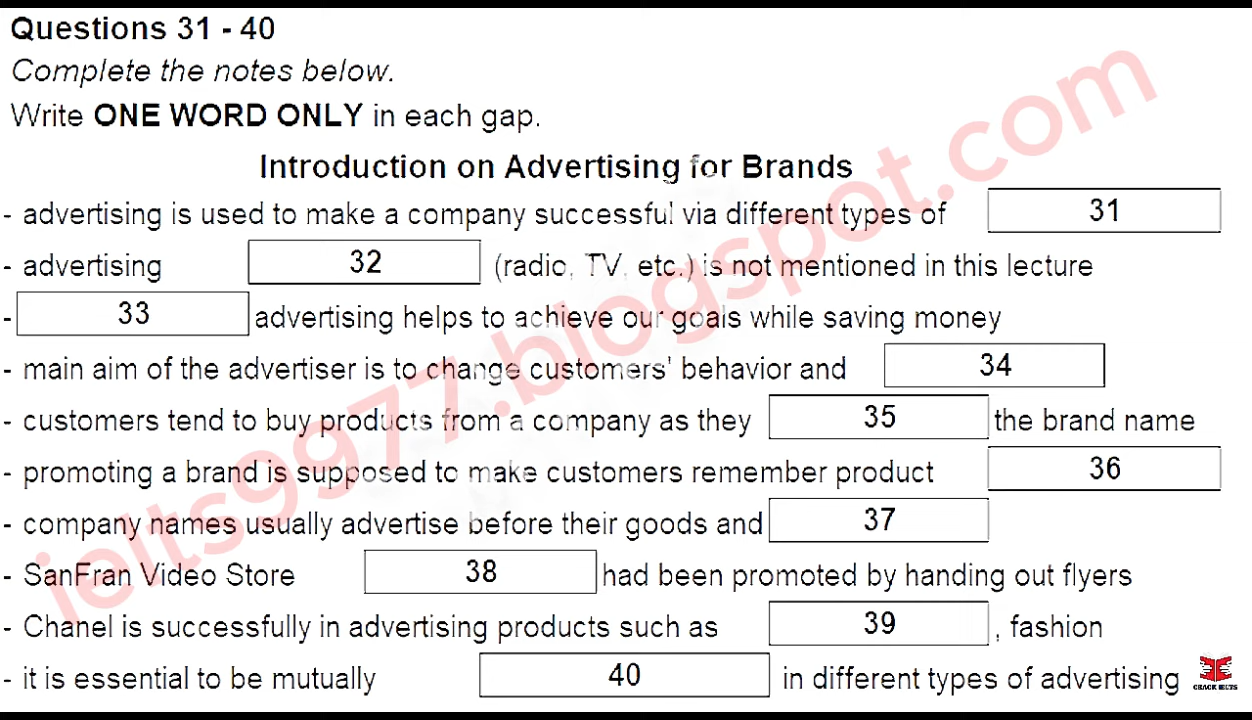 Questions 31 - 40
Complete the notes below.
Write ONE WORD ONLY in each gap.
Introduction on Advertising for Brands
- advertising is used to make a company successful via different types of 31
- advertising 32 (radio, TV, etc.) is not mentioned in this lecture
- 33 advertising helps to achieve our goals while saving money
- main aim of the advertiser is to change customers' behavior and 34
- customers tend to buy products from a company as they 35 the brand name
- promoting a brand is supposed to make customers remember product 36
- company names usually advertise before their goods and 37
- SanFran Video Store 38 had been promoted by handing out flyers
- Chanel is successfully in advertising products such as 39 , fashion
- it is essential to be mutually 40 in different types of advertising
ielts9977.blogspot.com
CRACK IELTS